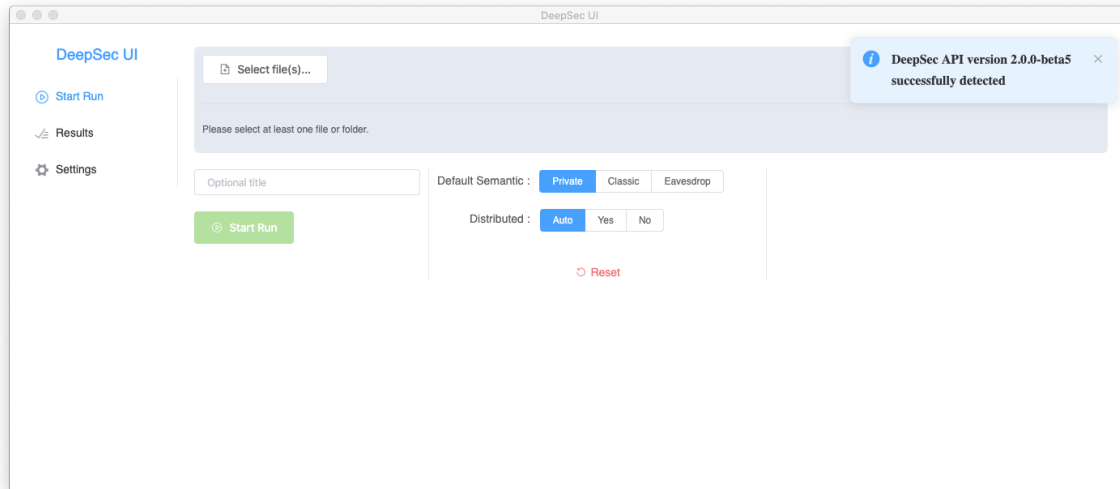 DeepSec UI
DeepSec UI
Start Run
Results
Settings
Select file(s)...
Please select at least one file or folder.
DeepSec API version 2.0.0-beta5
successfully detected
Optional title
Start Run
Default Semantic : Private Classic Eavesdrop
Distributed : Auto Yes No
Reset